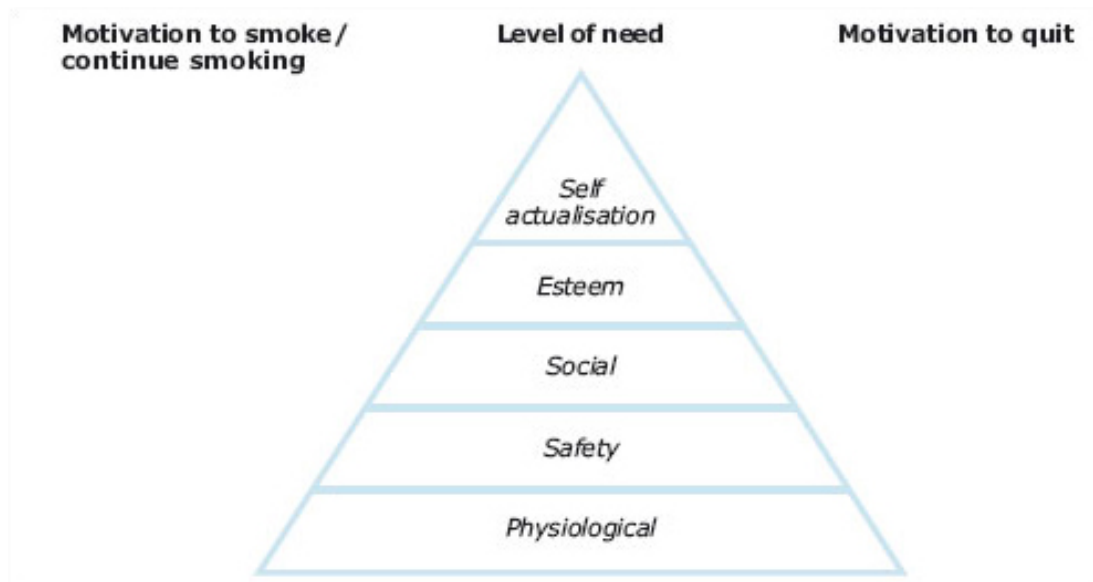 Motivation to smoke/
continue smoking
Level of need
Motivation to quit
Self
actualisation
Esteem
Social
Safety
Physiological